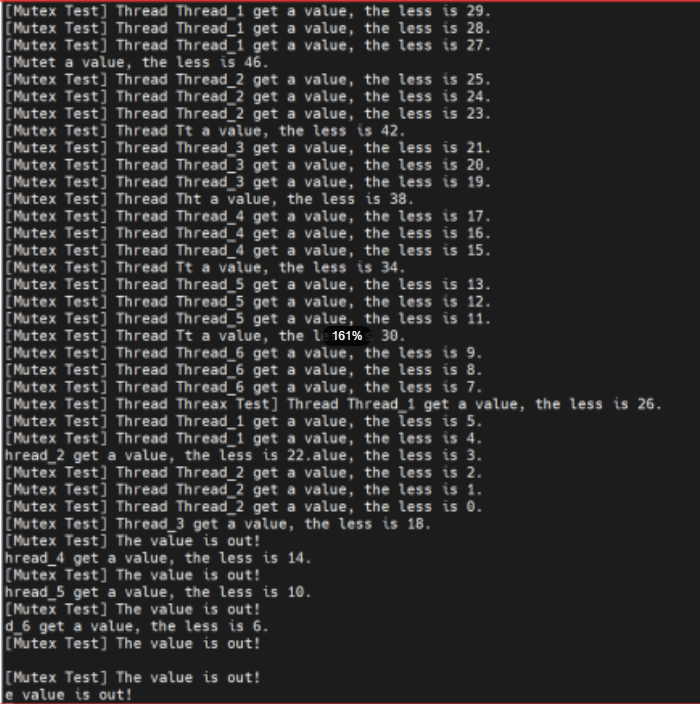 [Mutex Test] Thread Thread_1 get a value, the less is 29.
[Mutex Test] Thread Thread_1 get a value, the less is 28.
[Mutex Test] Thread Thread_1 get a value, the less is 27.
[Mutet a value, the less is 46.
[Mutex Test] Thread Thread_2 get a value, the less is 25.
[Mutex Test] Thread Thread_2 get a value, the less is 24.
[Mutex Test] Thread Thread_2 get a value, the less is 23.
[Mutex Test] Thread Tt a value, the less is 42.
[Mutex Test] Thread Thread_3 get a value, the less is 21.
[Mutex Test] Thread Thread_3 get a value, the less is 20.
[Mutex Test] Thread Thread_3 get a value, the less is 19.
[Mutex Test] Thread Tht a value, the less is 38.
[Mutex Test] Thread Thread_4 get a value, the less is 17.
[Mutex Test] Thread Thread_4 get a value, the less is 16.
[Mutex Test] Thread Thread_4 get a value, the less is 15.
[Mutex Test] Thread Tt a value, the less is 34.
[Mutex Test] Thread Thread_5 get a value, the less is 13.
[Mutex Test] Thread Thread_5 get a value, the less is 12.
[Mutex Test] Thread Thread_5 get a value, the less is 11.
[Mutex Test] Thread Tt a value, the 161% 30.
[Mutex Test] Thread Thread_6 get a value, the less is 9.
[Mutex Test] Thread Thread_6 get a value, the less is 8.
[Mutex Test] Thread Thread_6 get a value, the less is 7.
[Mutex Test] Thread Threax Test] Thread Thread_1 get a value, the less is 26.
[Mutex Test] Thread Thread_1 get a value, the less is 5.
[Mutex Test] Thread Thread_1 get a value, the less is 4.
hread_2 get a value, the less is 22.alue, the less is 3.
[Mutex Test] Thread Thread_2 get a value, the less is 2.
[Mutex Test] Thread Thread_2 get a value, the less is 1.
[Mutex Test] Thread Thread_2 get a value, the less is 0.
[Mutex Test] Thread_3 get a value, the less is 18.
[Mutex Test] The value is out!
hread_4 get a value, the less is 14.
[Mutex Test] The value is out!
hread_5 get a value, the less is 10.
[Mutex Test] The value is out!
d_6 get a value, the less is 6.
[Mutex Test] The value is out!
[Mutex Test] The value is out!
e value is out!